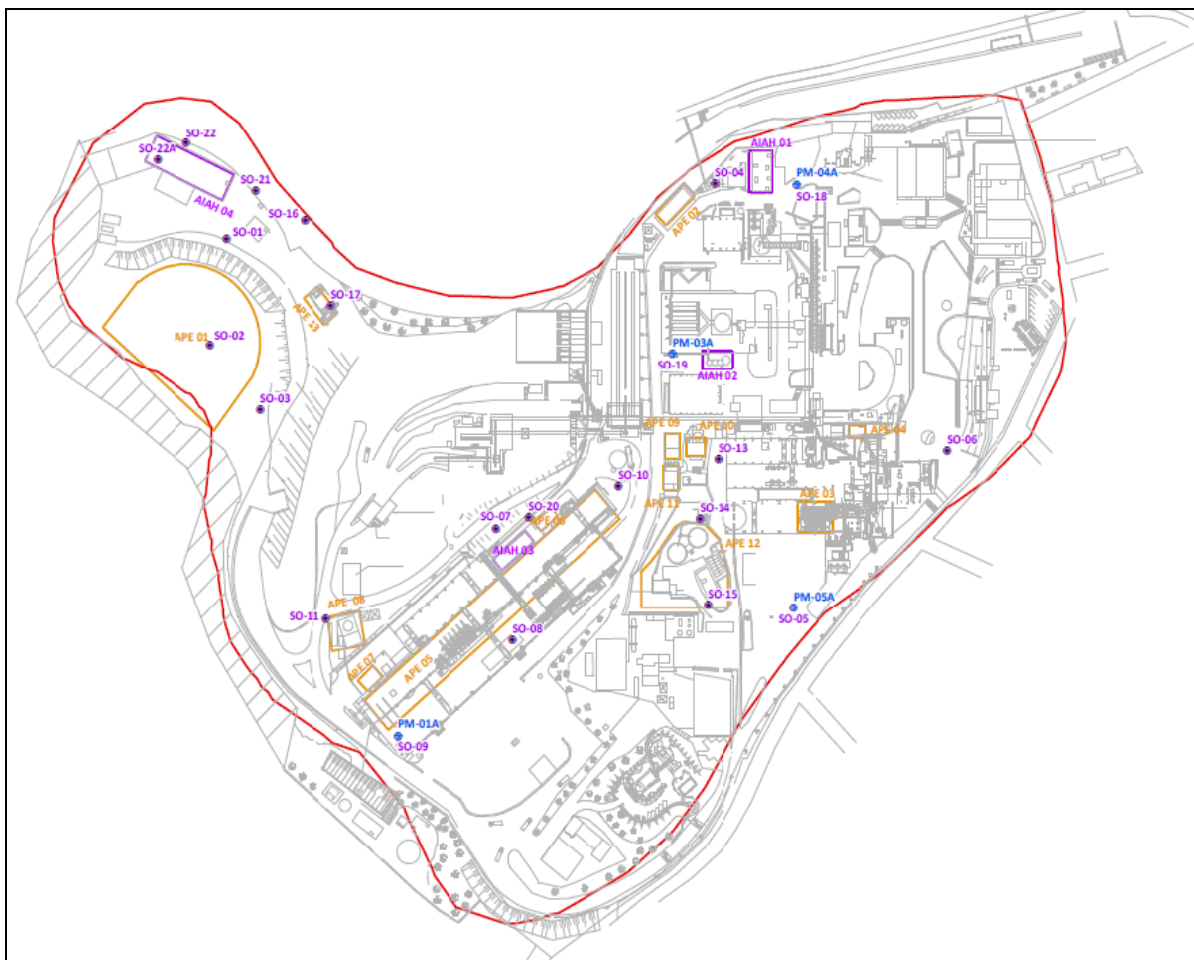 SO-22
SO-22A
AIAH 01
SO-04
PM-04A
SO-21
SO-18
AIAH 04
APE 02
SO-16
SO-01
SO-17
APE 13
APE 01
SO-02
PM-03A
SO-19
AIAH 02
SO-03
APE 09
APE 10
APE 04
SO-13
SO-06
SO-10
APE 11
APE 03
SO-20
SO-07
APE 06
SO-14
AIAH 03
APE 12
APE 08
SO-11
SO-15
PM-05A
SO-05
SO-08
APE 07
APE 05
PM-01A
SO-09